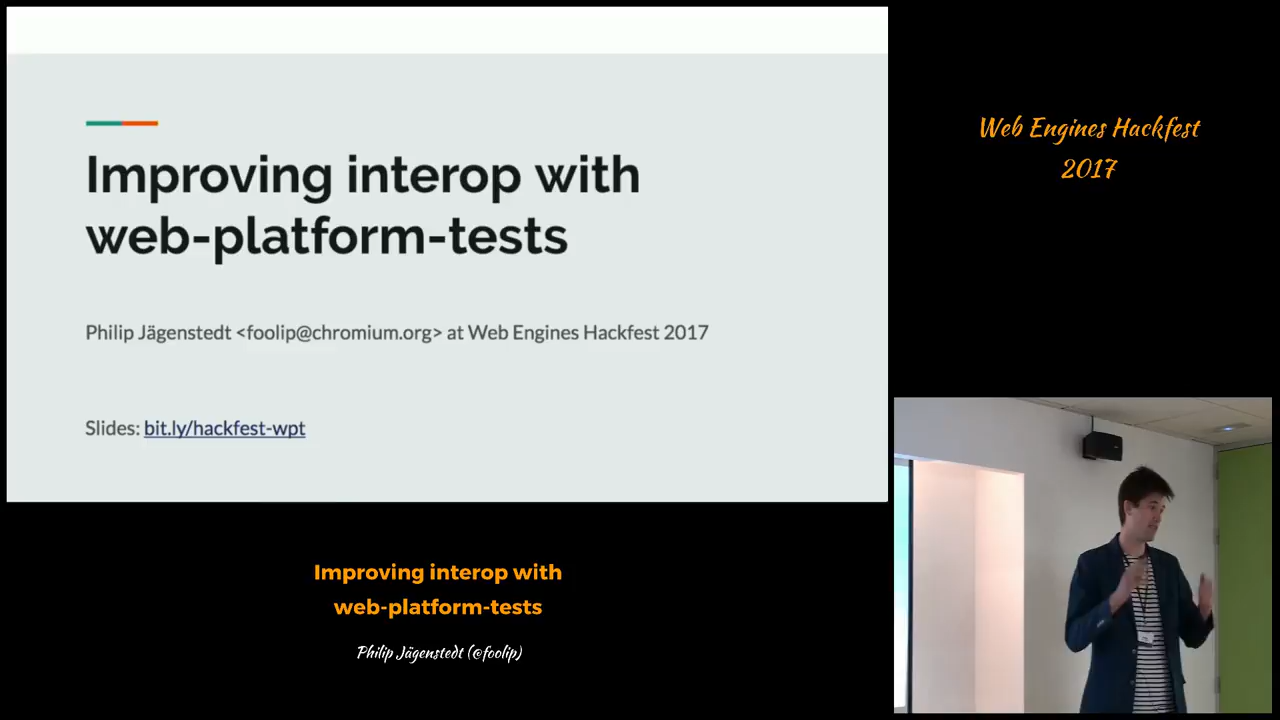 Improving interop with
web-platform-tests
Philip Jägenstedt <foolip@chromium.org> at Web Engines Hackfest 2017
Slides: bit.ly/hackfest-wpt
Web Engines Hackfest
2017
Improving interop with
web-platform-tests
Philip Jägenstedt (@foolip)